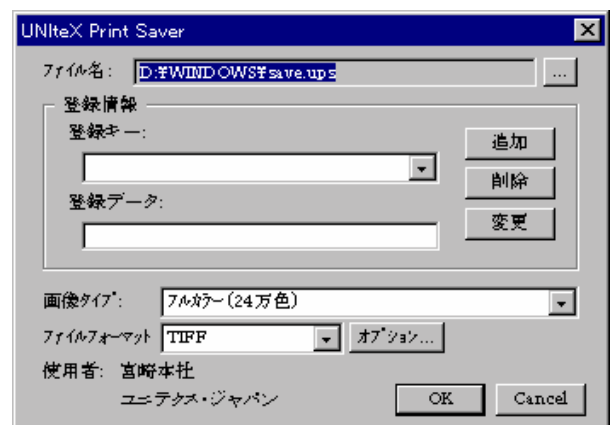 UNIteX Print Saver
ﾌｧｲﾙ名: D:¥WINDOWS¥save.ups ...
登録情報
登録キー:
追加
削除
登録データ:
変更
画像ﾀｲﾌﾟ: ﾌﾙｶﾗｰ(24万色)
ﾌｧｲﾙﾌｫｰﾏｯﾄ TIFF ｵﾌﾟｼｮﾝ...
使用者: 宮崎本社
ユニテクス・ジャパン
OK Cancel